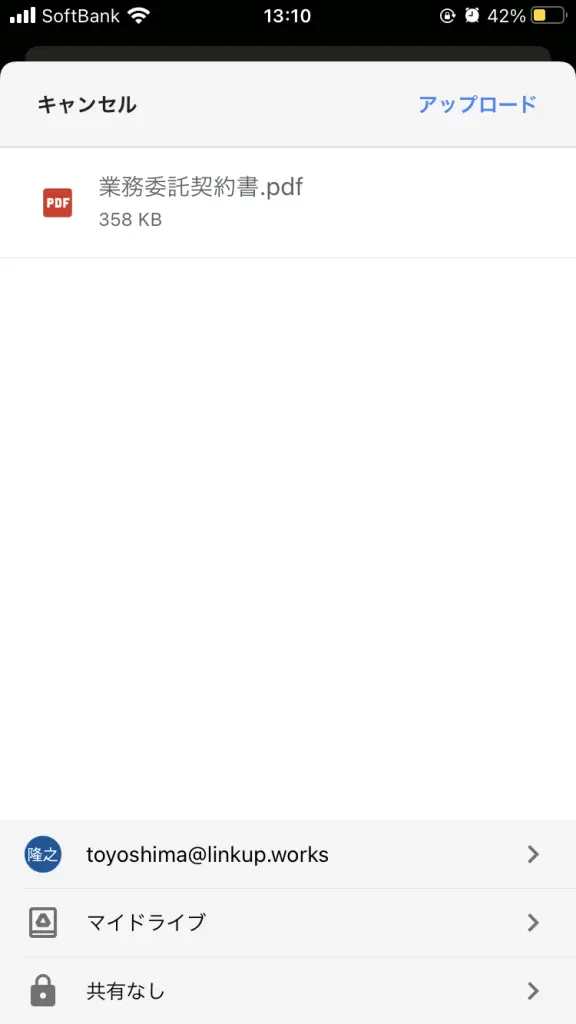 SoftBank 13:10 42%
キャンセル アップロード
PDF 業務委託契約書.pdf
358 KB
隆之 toyoshima@linkup.works
マイドライブ
共有なし